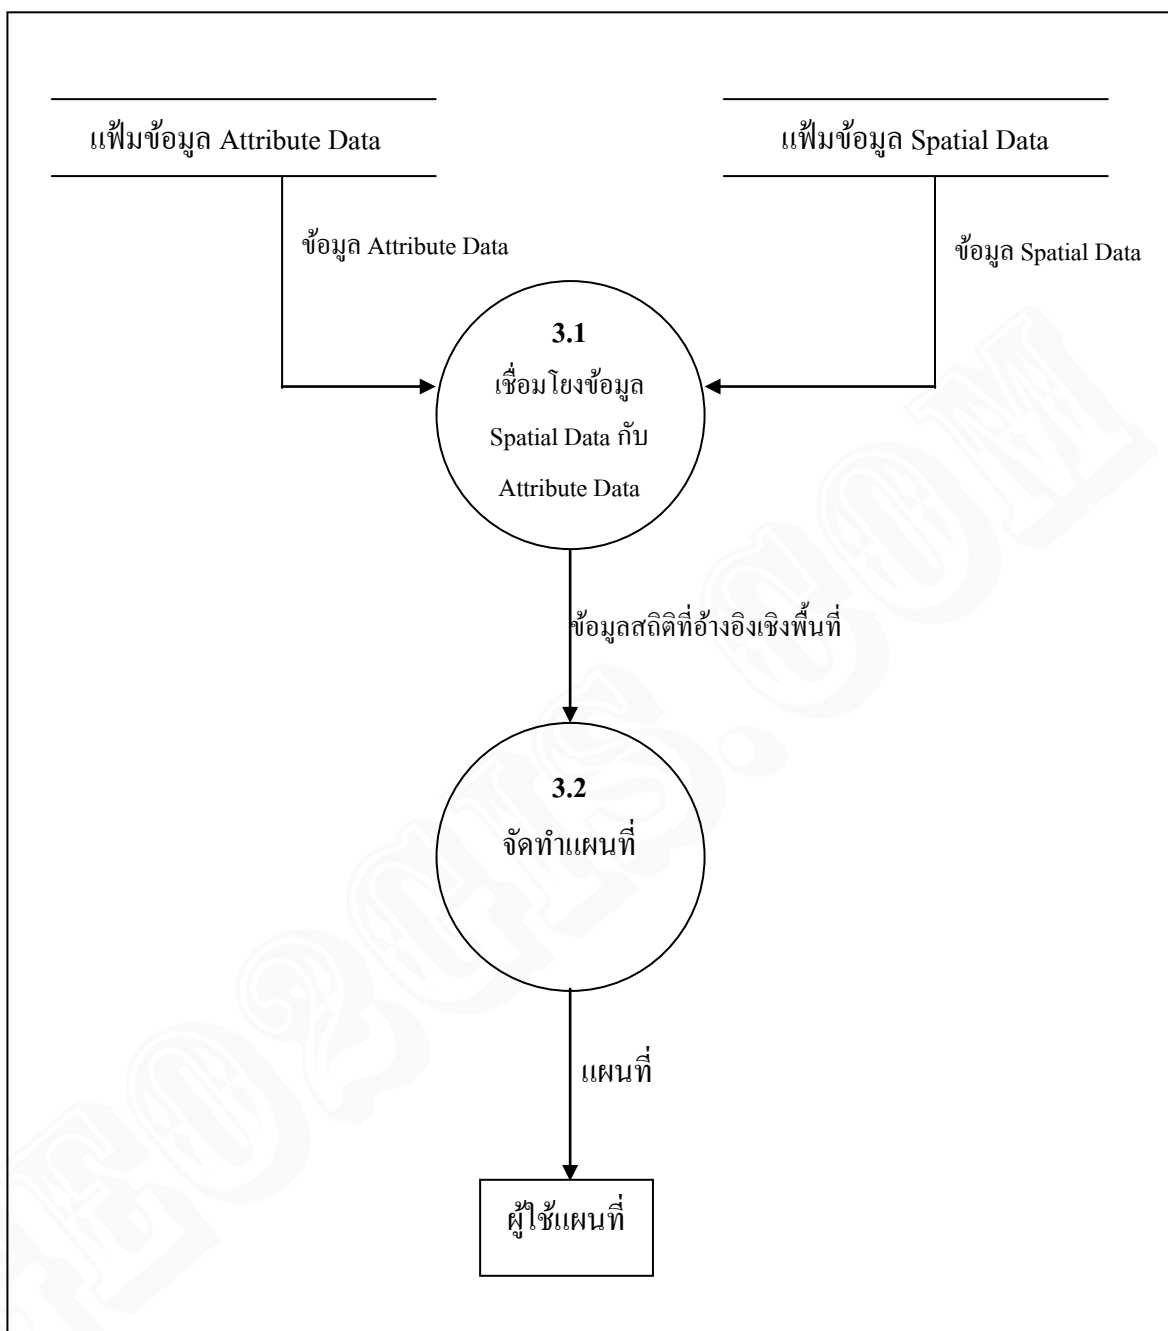 แฟ้มข้อมูล Attribute Data
แฟ้มข้อมูล Spatial Data
ข้อมูล Attribute Data
ข้อมูล Spatial Data
3.1
เชื่อมโยงข้อมูล
Spatial Data กับ
Attribute Data
ข้อมูลสถิติที่อ้างอิงเชิงพื้นที่
3.2
จัดทำแผนที่
แผนที่
ผู้ใช้แผนที่